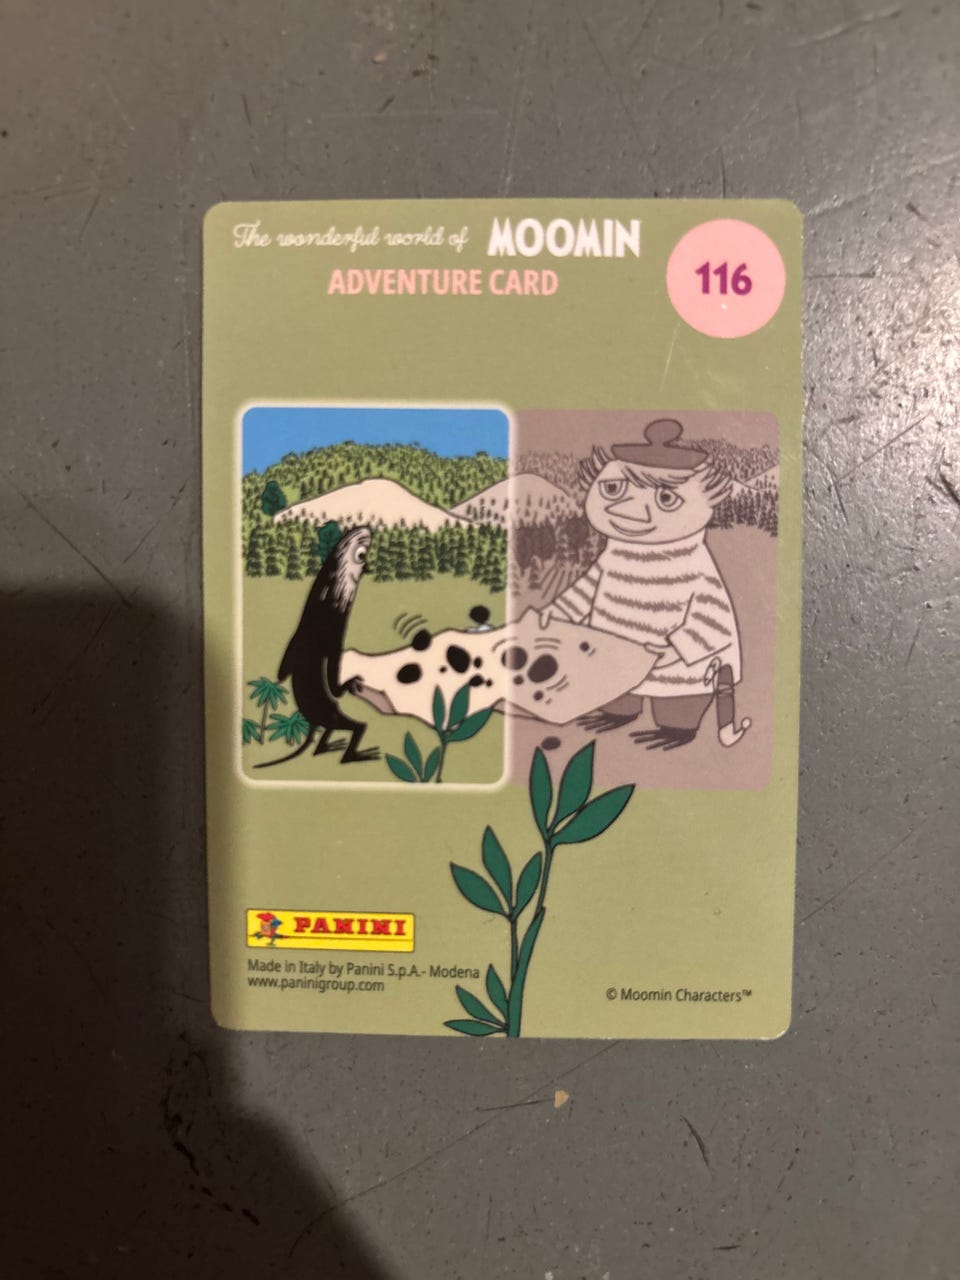 The wonderful world of MOOMIN
ADVENTURE CARD
116
PANINI
Made in Italy by Panini S.p.A.- Modena
www.paninigroup.com
© Moomin Characters™